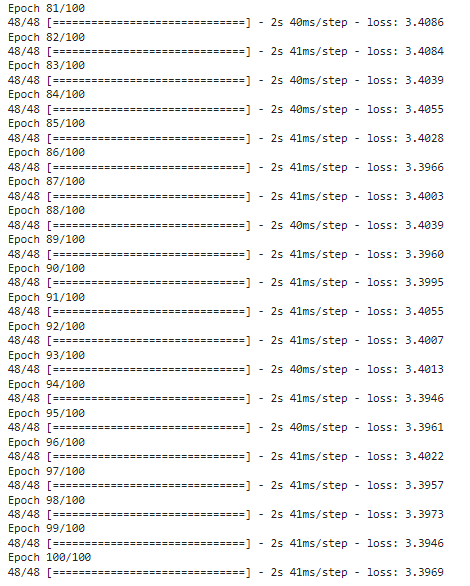 Epoch 81/100
48/48 [==============================] - 2s 40ms/step - loss: 3.4086
Epoch 82/100
48/48 [==============================] - 2s 41ms/step - loss: 3.4084
Epoch 83/100
48/48 [==============================] - 2s 40ms/step - loss: 3.4039
Epoch 84/100
48/48 [==============================] - 2s 40ms/step - loss: 3.4055
Epoch 85/100
48/48 [==============================] - 2s 41ms/step - loss: 3.4028
Epoch 86/100
48/48 [==============================] - 2s 41ms/step - loss: 3.3966
Epoch 87/100
48/48 [==============================] - 2s 41ms/step - loss: 3.4003
Epoch 88/100
48/48 [==============================] - 2s 40ms/step - loss: 3.4039
Epoch 89/100
48/48 [==============================] - 2s 41ms/step - loss: 3.3960
Epoch 90/100
48/48 [==============================] - 2s 41ms/step - loss: 3.3995
Epoch 91/100
48/48 [==============================] - 2s 41ms/step - loss: 3.4055
Epoch 92/100
48/48 [==============================] - 2s 41ms/step - loss: 3.4007
Epoch 93/100
48/48 [==============================] - 2s 40ms/step - loss: 3.4013
Epoch 94/100
48/48 [==============================] - 2s 41ms/step - loss: 3.3946
Epoch 95/100
48/48 [==============================] - 2s 40ms/step - loss: 3.3961
Epoch 96/100
48/48 [==============================] - 2s 41ms/step - loss: 3.4022
Epoch 97/100
48/48 [==============================] - 2s 41ms/step - loss: 3.3957
Epoch 98/100
48/48 [==============================] - 2s 41ms/step - loss: 3.3973
Epoch 99/100
48/48 [==============================] - 2s 41ms/step - loss: 3.3946
Epoch 100/100
48/48 [==============================] - 2s 41ms/step - loss: 3.3969